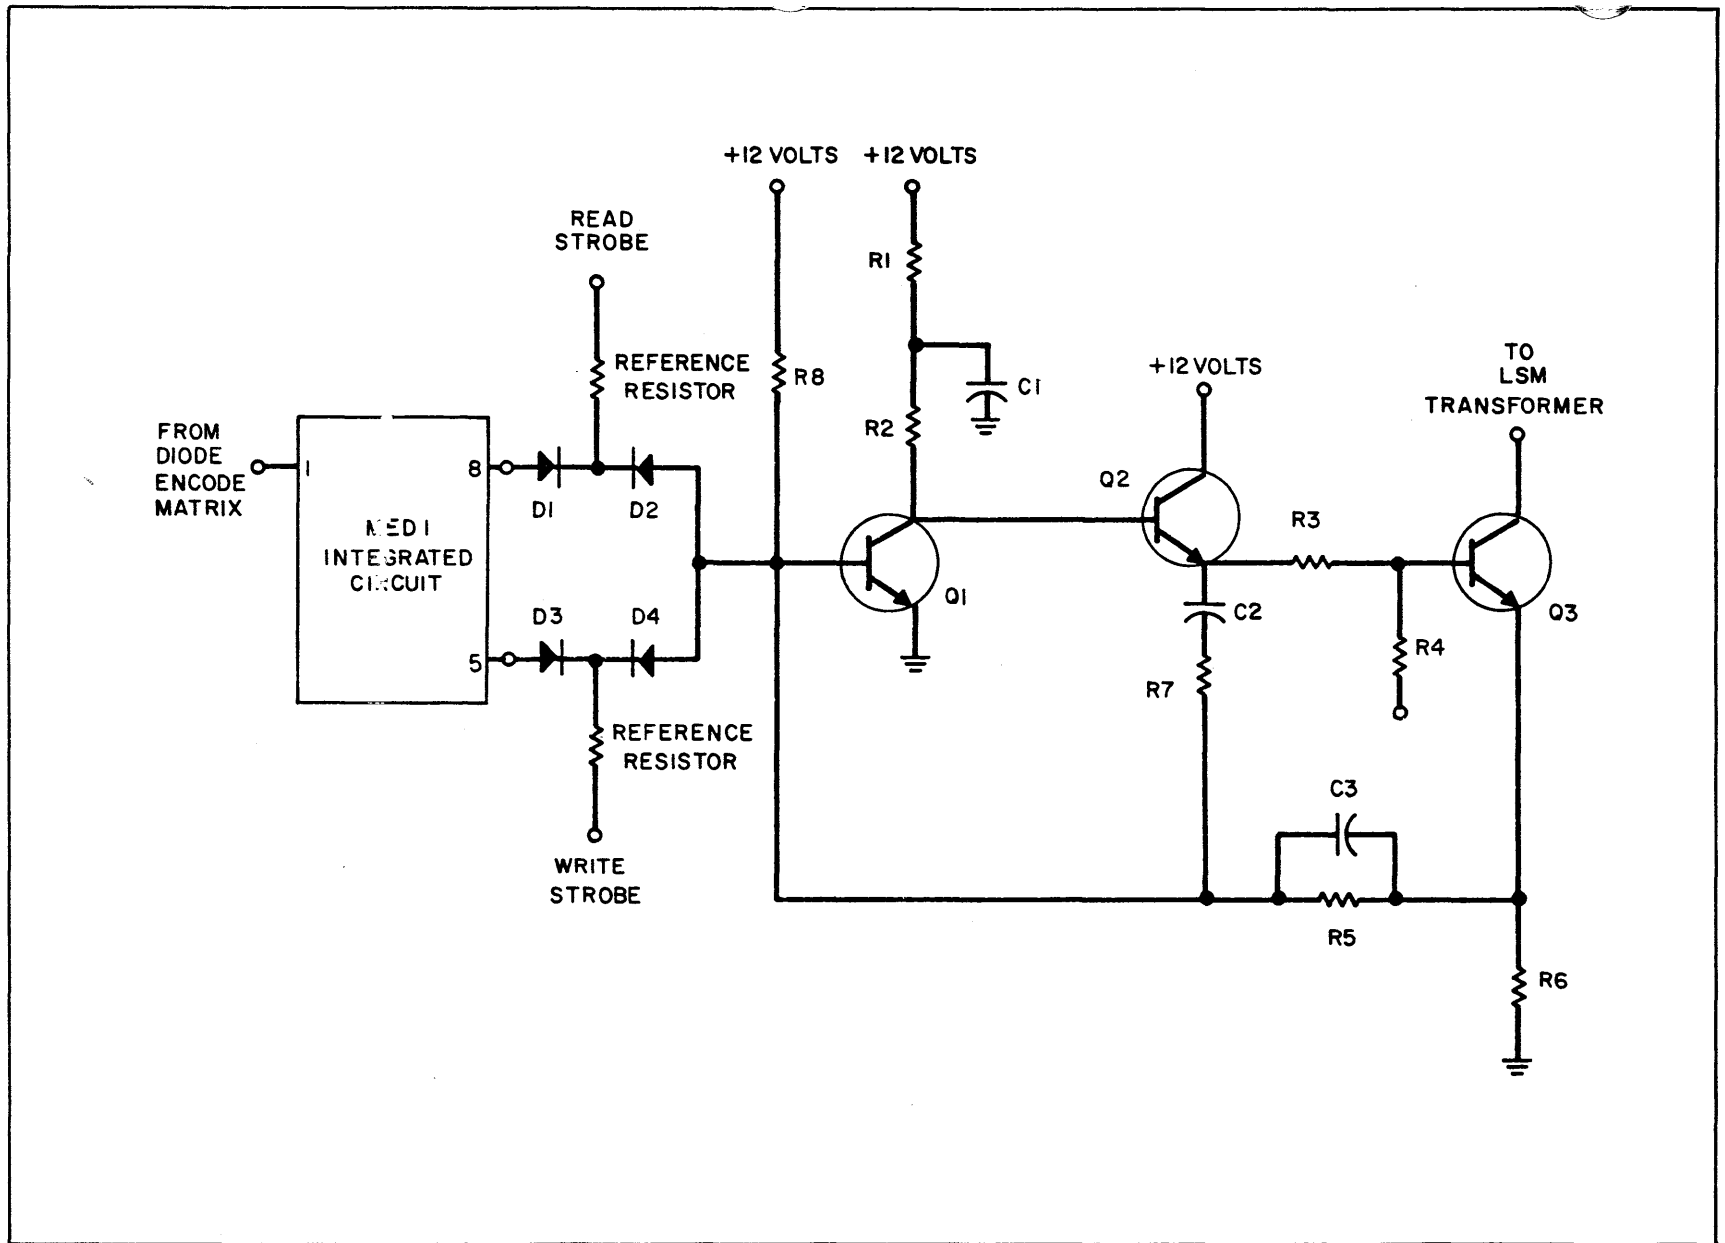 +12 VOLTS
+12 VOLTS
READ
STROBE
R1
REFERENCE
RESISTOR
R8
C1
+12 VOLTS
TO
LSM
TRANSFORMER
FROM
DIODE
ENCODE
MATRIX
1
8
D1
D2
R2
Q2
R3
MEDI
INTEGRATED
CIRCUIT
5
D3
D4
Q1
C2
Q3
R4
R7
REFERENCE
RESISTOR
WRITE
STROBE
C3
R5
R6